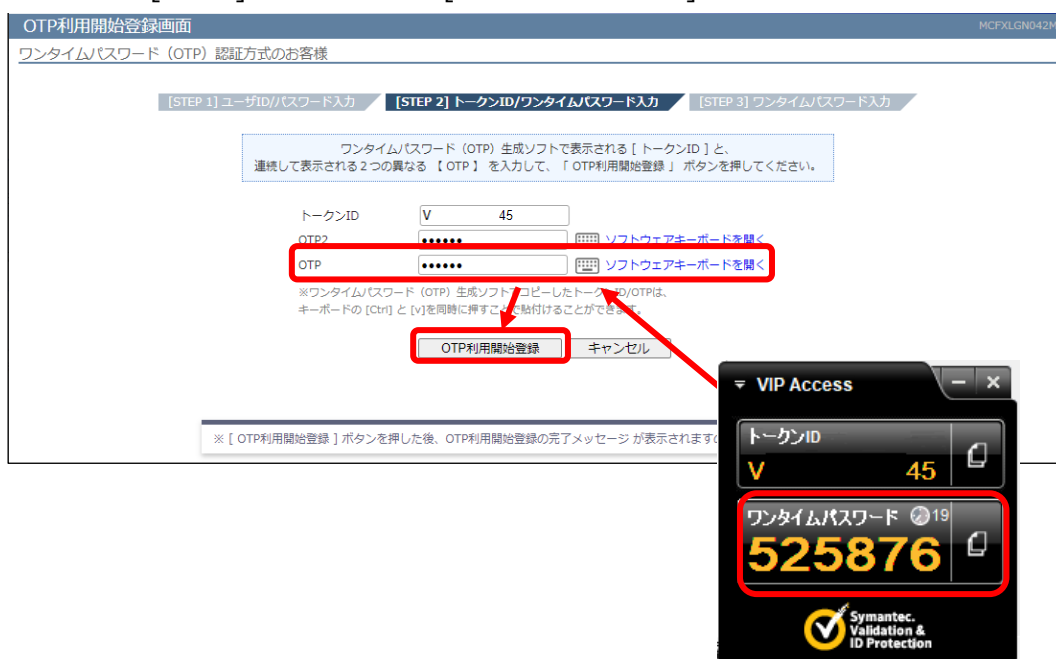 OTP利用開始登録画面
MCFXLGN042M
ワンタイムパスワード（OTP）認証方式のお客様
[STEP 1] ユーザID/パスワード入力
[STEP 2] トークンID/ワンタイムパスワード入力
[STEP 3] ワンタイムパスワード入力
ワンタイムパスワード（OTP）生成ソフトで表示される [ トークンID ] と、
連続して表示される２つの異なる 【 OTP 】 を入力して、「 OTP利用開始登録 」 ボタンを押してください。
トークンID V 45
OTP2 •••••• ソフトウェアキーボードを開く
OTP •••••• ソフトウェアキーボードを開く
※ワンタイムパスワード（OTP）生成ソフトでコピーしたトークンID/OTPは、
キーボードの [Ctrl] と [v]を同時に押すことで貼付けることができます。
OTP利用開始登録 キャンセル
※ [ OTP利用開始登録 ] ボタンを押した後、OTP利用開始登録の完了メッセージ が表示されます
VIP Access
トークンID
V 45
ワンタイムパスワード 19
525876
Symantec.
Validation &
ID Protection